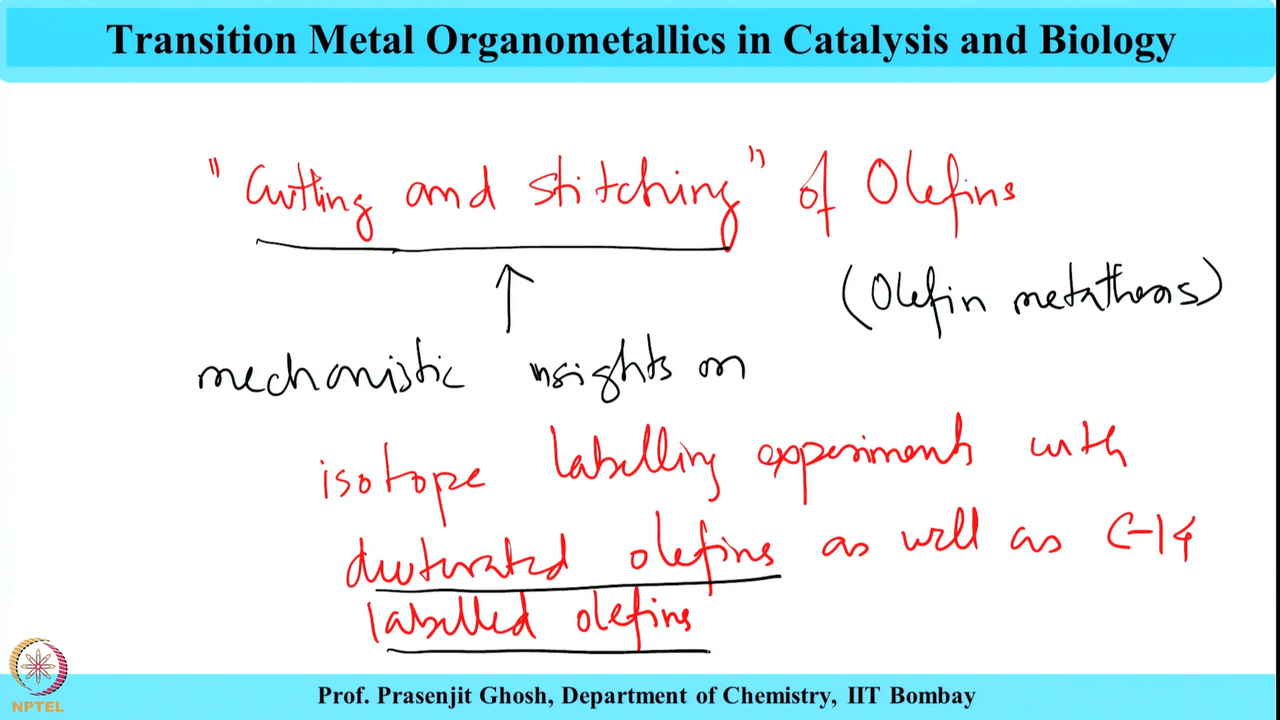 Transition Metal Organometallics in Catalysis and Biology
"Cutting and stitching" of Olefins
(Olefin metathesis)
mechanistic insights on
isotope labelling experiments with
deuterated olefins as well as C-14
labelled olefins
NPTEL
Prof. Prasenjit Ghosh, Department of Chemistry, IIT Bombay